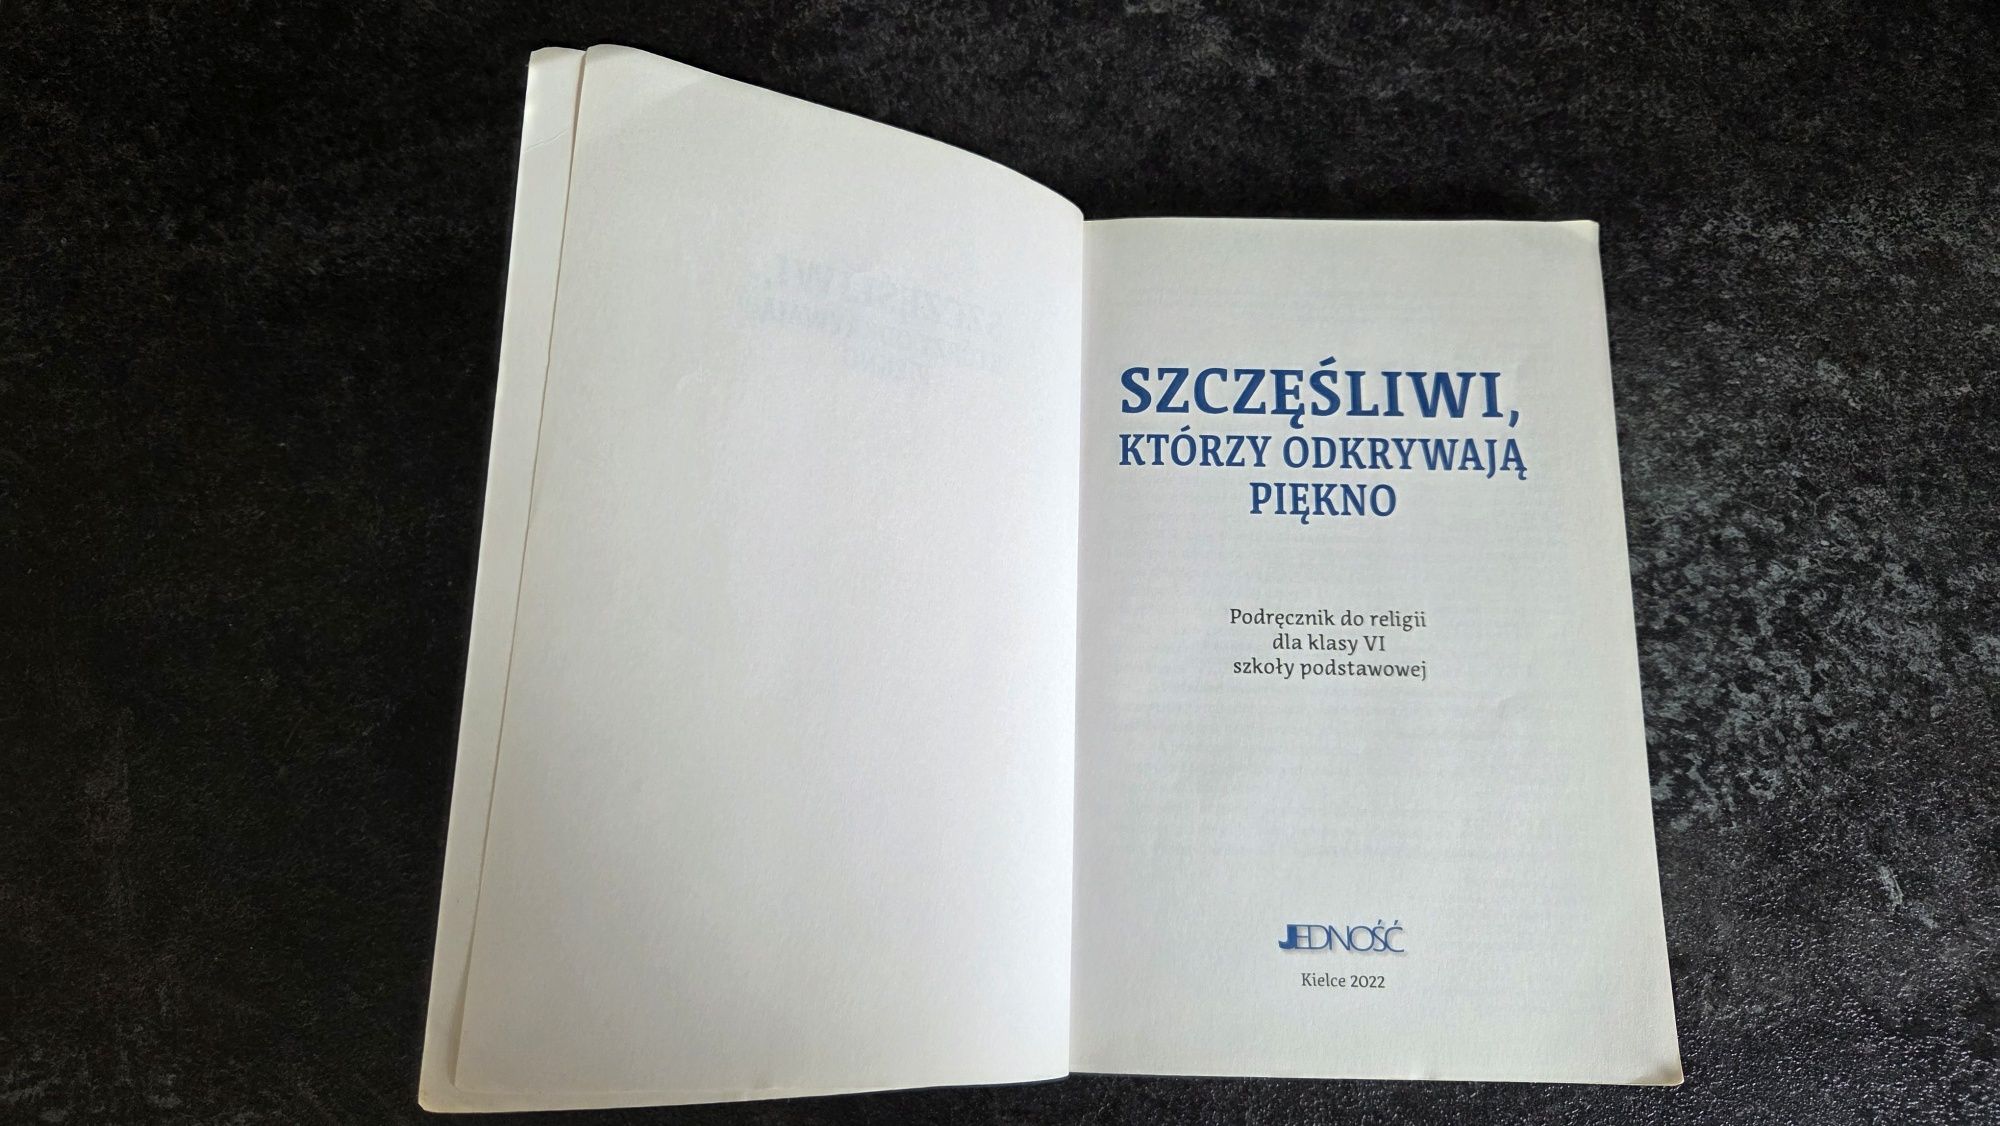 SZCZĘŚLIWI,
KTÓRZY ODKRYWAJĄ
PIĘKNO
Podręcznik do religii
dla klasy VI
szkoły podstawowej
JEDNOŚĆ
Kielce 2022